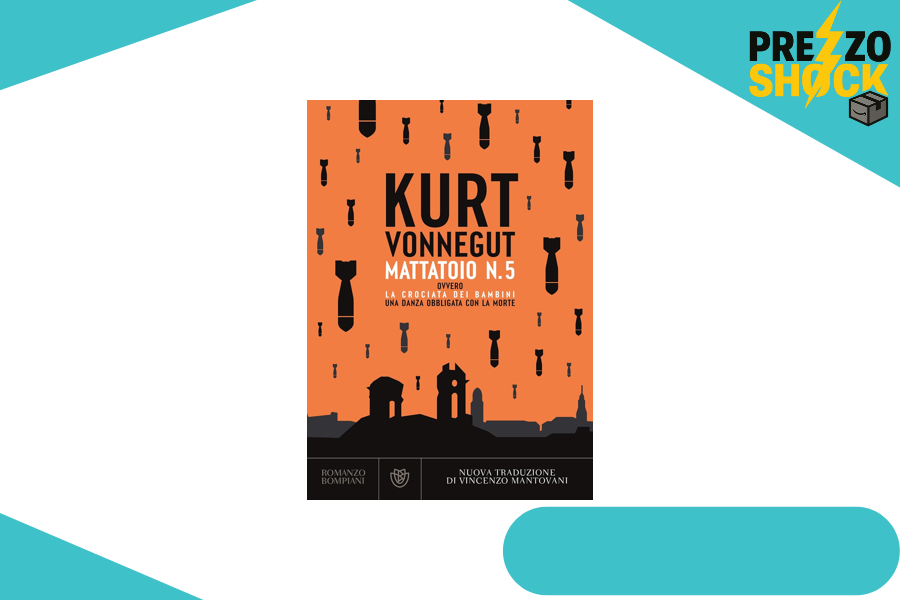 PREZZO
SHOCK
KURT
VONNEGUT
MATTATOIO N.5
OVVERO
LA CROCIATA DEI BAMBINI
UNA DANZA OBBLIGATA CON LA MORTE
ROMANZO
BOMPIANI
NUOVA TRADUZIONE
DI VINCENZO MANTOVANI